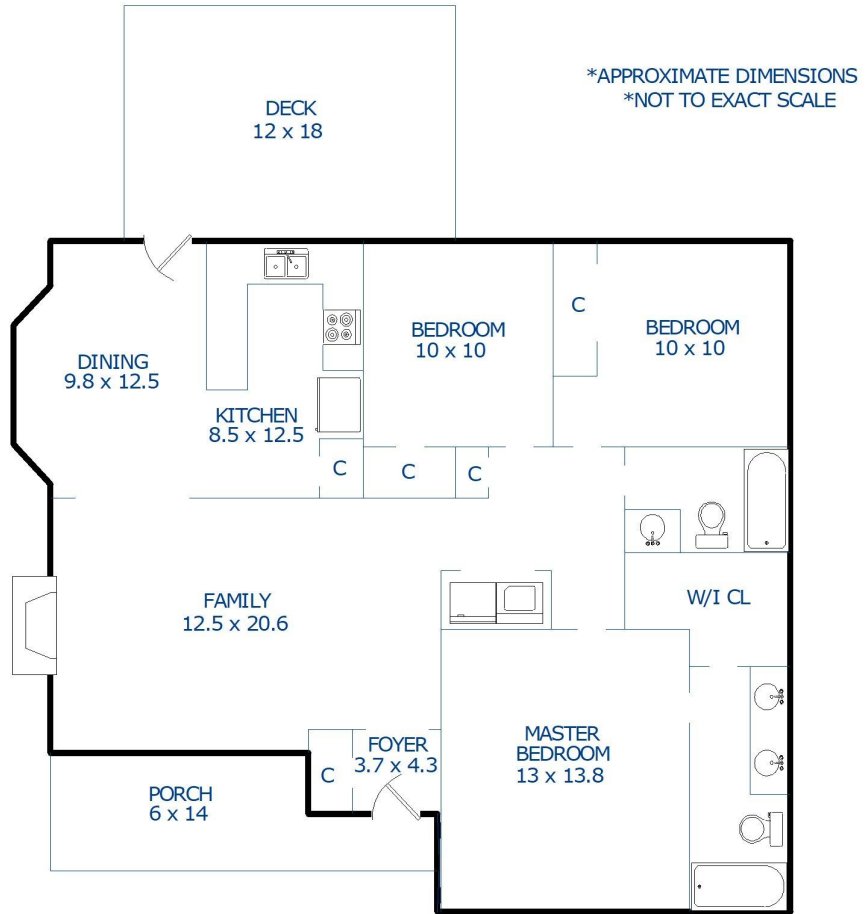 *APPROXIMATE DIMENSIONS
*NOT TO EXACT SCALE
DECK
12 x 18
BEDROOM
10 x 10
C
BEDROOM
10 x 10
DINING
9.8 x 12.5
KITCHEN
8.5 x 12.5
C
C
C
FAMILY
12.5 x 20.6
W/I CL
FOYER
3.7 x 4.3
C
MASTER
BEDROOM
13 x 13.8
PORCH
6 x 14